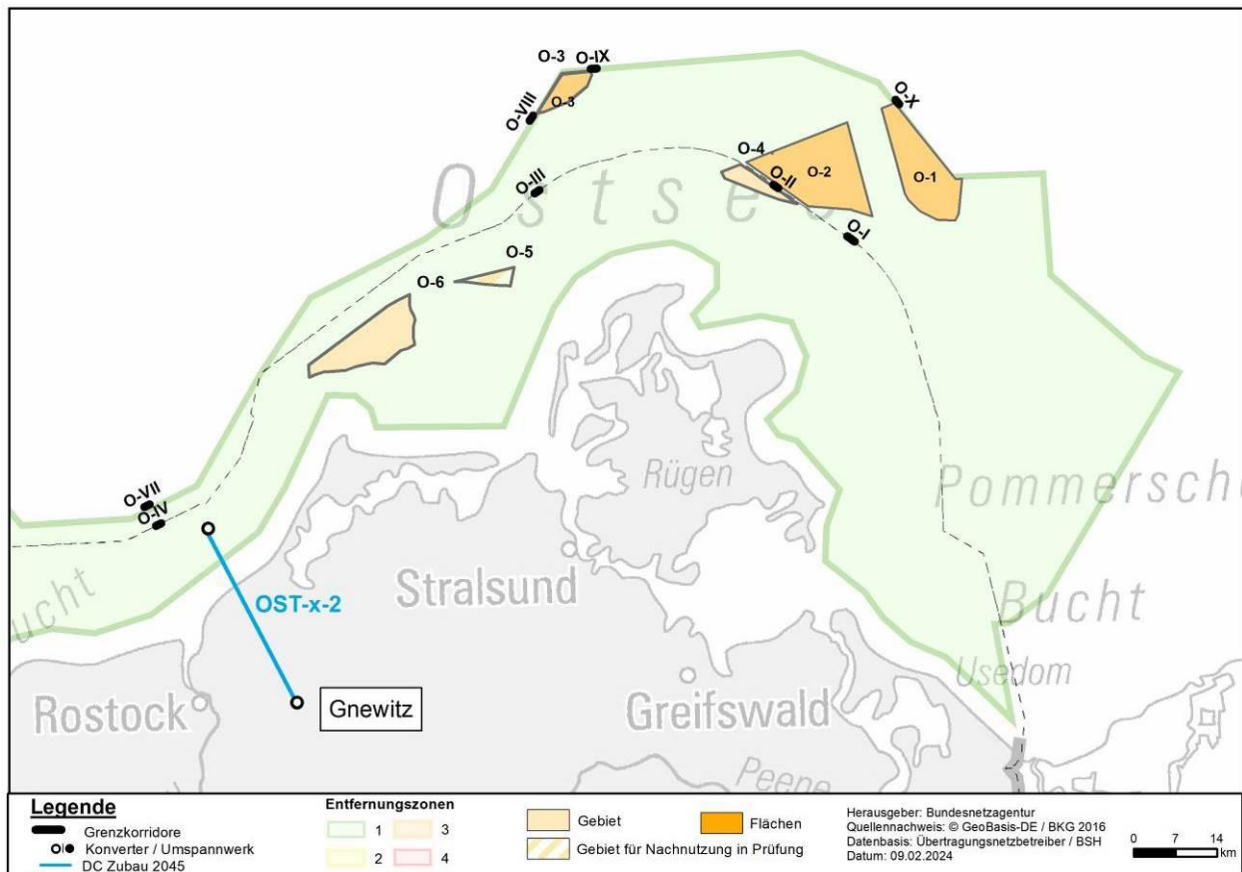 O-3 O-IX
O-3
O-VIII
O-X
O-4
O-III
O-II
O-2
O-1
Ostsee
O-I
O-5
O-6
Rügen
O-VII
O-IV
Pommersche
ucht
Stralsund
OST-x-2
Bucht
Usedom
Rostock
Gnewitz
Greifswald
Peene
Legende
Grenzkorridore
Konverter / Umspannwerk
DC Zubau 2045
Entfernungszonen
1 3
2 4
Gebiet
Flächen
Gebiet für Nachnutzung in Prüfung
Herausgeber: Bundesnetzagentur
Quellennachweis: © GeoBasis-DE / BKG 2016
Datenbasis: Übertragungsnetzbetreiber / BSH
Datum: 09.02.2024
0 7 14
km